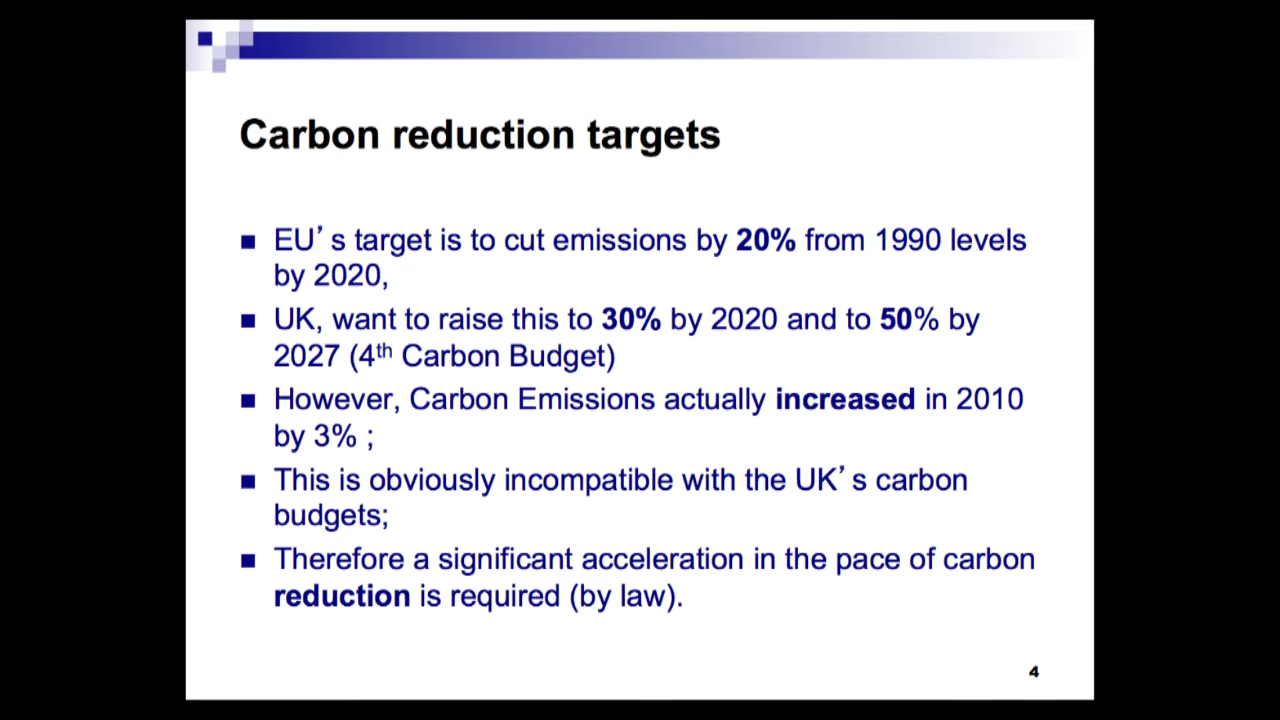 Carbon reduction targets
EU’s target is to cut emissions by 20% from 1990 levels
by 2020,
UK, want to raise this to 30% by 2020 and to 50% by
2027 (4th Carbon Budget)
However, Carbon Emissions actually increased in 2010
by 3% ;
This is obviously incompatible with the UK’s carbon
budgets;
Therefore a significant acceleration in the pace of carbon
reduction is required (by law).
4